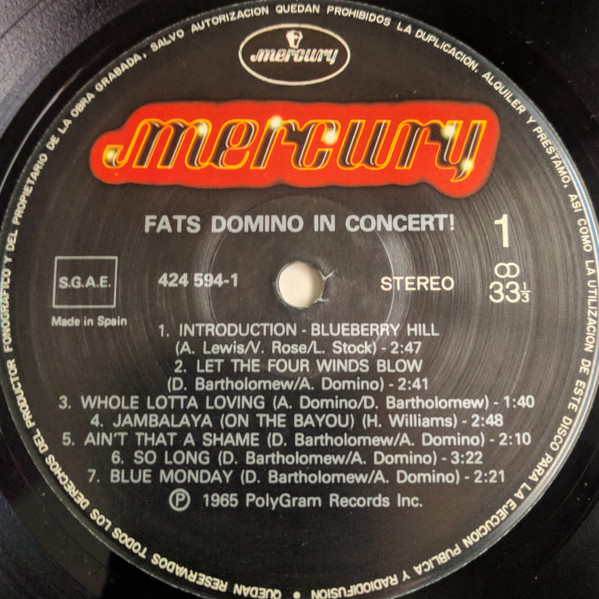 mercury
mercury
FATS DOMINO IN CONCERT!
1
S.G.A.E.
424 594-1
STEREO
33 1/3
Made in Spain
1. INTRODUCTION - BLUEBERRY HILL
(A. Lewis/V. Rose/L. Stock) - 2:47
2. LET THE FOUR WINDS BLOW
(D. Bartholomew/A. Domino) - 2:41
3. WHOLE LOTTA LOVING (A. Domino/D. Bartholomew) - 1:40
4. JAMBALAYA (ON THE BAYOU) (H. Williams) - 2:48
5. AIN'T THAT A SHAME (D. Bartholomew/A. Domino) - 2:10
6. SO LONG (D. Bartholomew/A. Domino) - 3:22
7. BLUE MONDAY (D. Bartholomew/A. Domino) - 2:21
Ⓟ 1965 PolyGram Records Inc.
QUEDAN RESERVADOS TODOS LOS DERECHOS DEL PRODUCTOR FONOGRAFICO Y DEL PROPIETARIO DE LA OBRA GRABADA, SALVO AUTORIZACION QUEDAN PROHIBIDOS LA DUPLICACION, ALQUILER Y PRESTAMO, ASI COMO LA UTILIZACION DE ESTE DISCO PARA LA EJECUCION PUBLICA Y RADIODIFUSION •